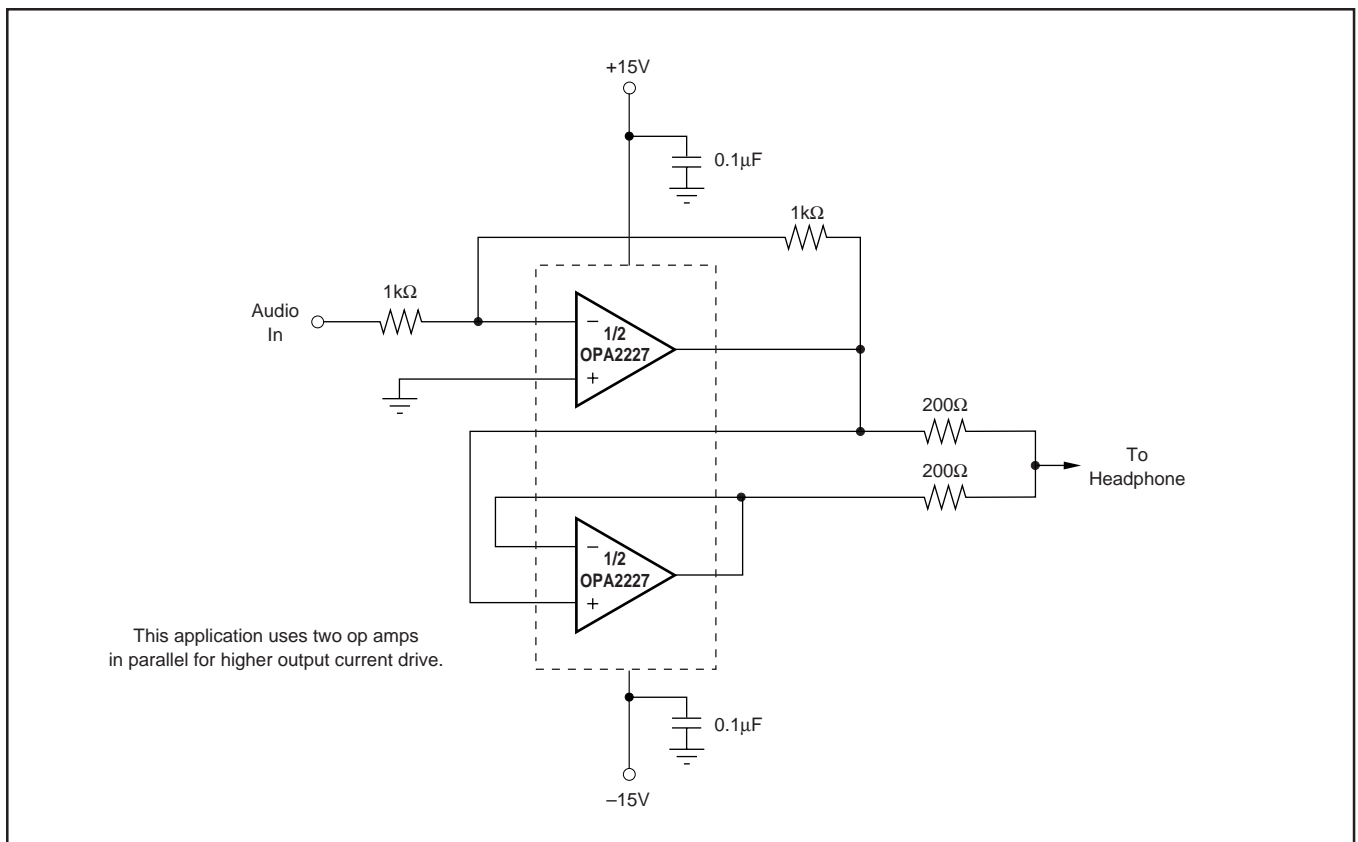 +15V
0.1µF
1kΩ
1kΩ
Audio
In
–
1/2
OPA2227
+
200Ω
To
Headphone
200Ω
–
1/2
OPA2227
+
This application uses two op amps
in parallel for higher output current drive.
0.1µF
–15V